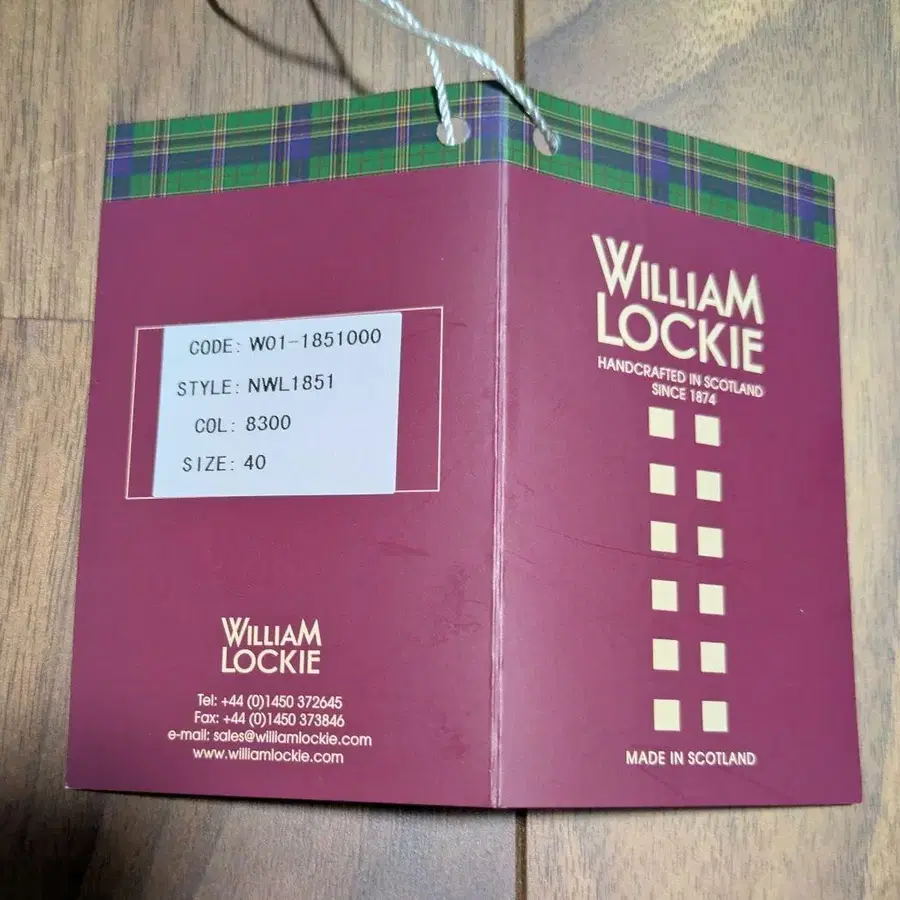 CODE: W01-1851000
STYLE: NWL1851
COL: 8300
SIZE: 40
WILLIAM
LOCKIE
Tel: +44 (0)1450 372645
Fax: +44 (0)1450 373846
e-mail: sales@williamlockie.com
www.williamlockie.com
WILLIAM
LOCKIE
HANDCRAFTED IN SCOTLAND
SINCE 1874
MADE IN SCOTLAND